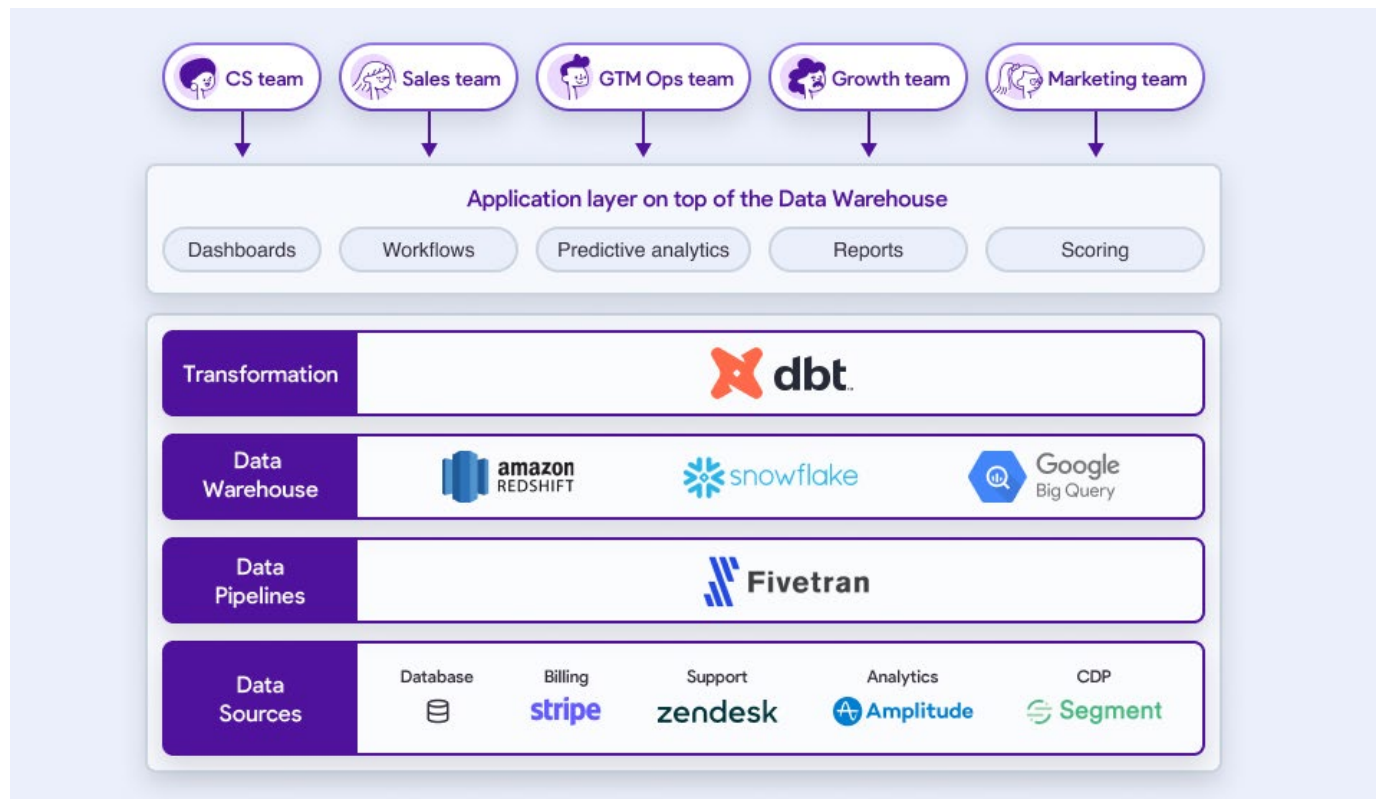 CS team
Sales team
GTM Ops team
Growth team
Marketing team
Application layer on top of the Data Warehouse
Dashboards
Workflows
Predictive analytics
Reports
Scoring
Transformation
dbt
Data
Warehouse
amazon
REDSHIFT
snowflake
Google
Big Query
Data
Pipelines
Fivetran
Data
Sources
Database
Billing
stripe
Support
zendesk
Analytics
Amplitude
CDP
Segment